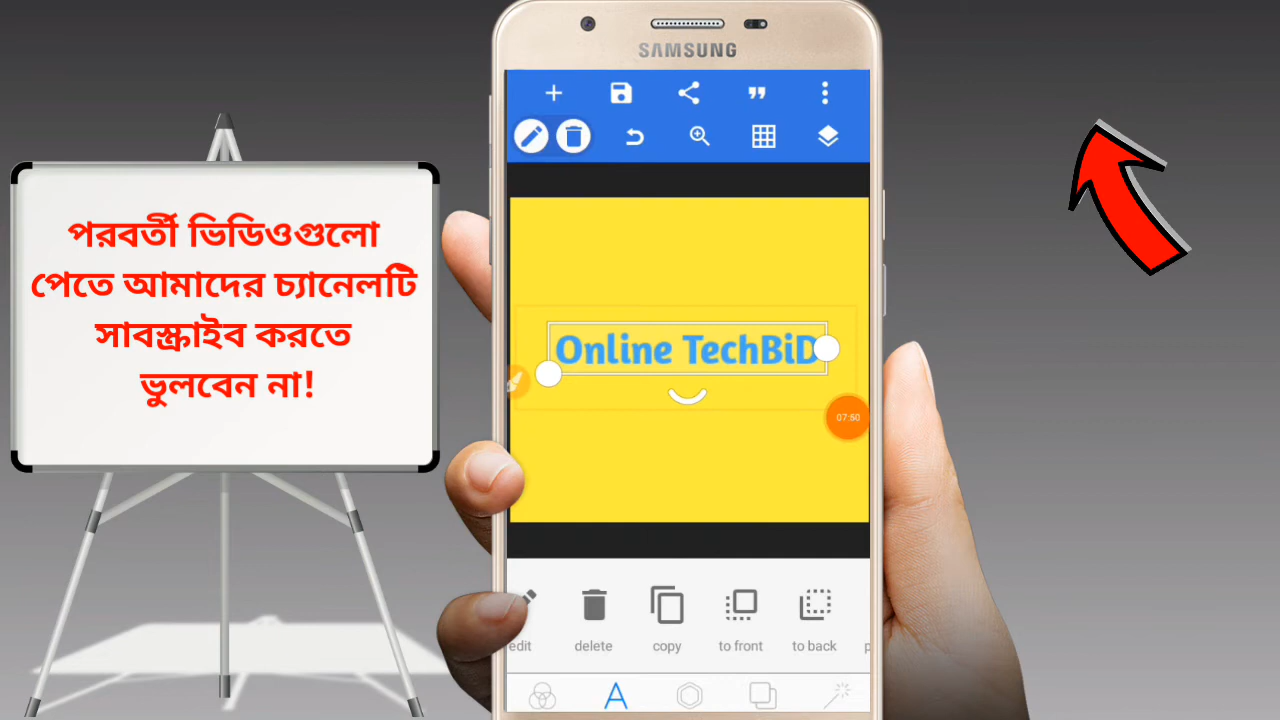 পরবর্তী ভিডিওগুলো
পেতে আমাদের চ্যানেলটি
সাবস্ক্রাইব করতে
ভুলবেন না!
SAMSUNG
Online TechBiD
07:50
edit
delete
copy
to front
to back